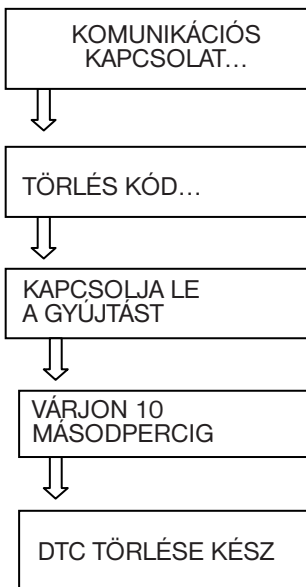 KOMUNIKÁCIÓS
KAPCSOLAT...
TÖRLÉS KÓD...
KAPCSOLJA LE
A GYÚJTÁST
VÁRJON 10
MÁSODPERCIG
DTC TÖRLÉSE KÉSZ